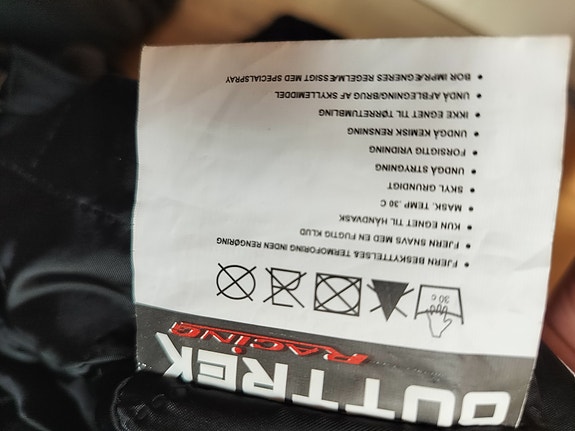 OUTTREK
RACING
30 C
• FJERN BESKYTTELSE& TERMOFORING INDEN RENGØRING
• FJERN SNAVS MED EN FUGTIG KLUD
• KUN EGNET TIL HÅNDVASK
• MASK. TEMP. 30 C
• SKYL GRUNDIGT
• UNDGÅ STRYGNING
• FORSIGTIG VRIDNING
• UNDGÅ KEMISK RENSNING
• IKKE EGNET TIL TØRRETUMBLING
• UNDÅ AFBLEGNING/BRUG AF SKYLLEMIDDEL
• BØR IMPRÆGNERES REGELMÆSSIGT MED SPECIALSPRAY